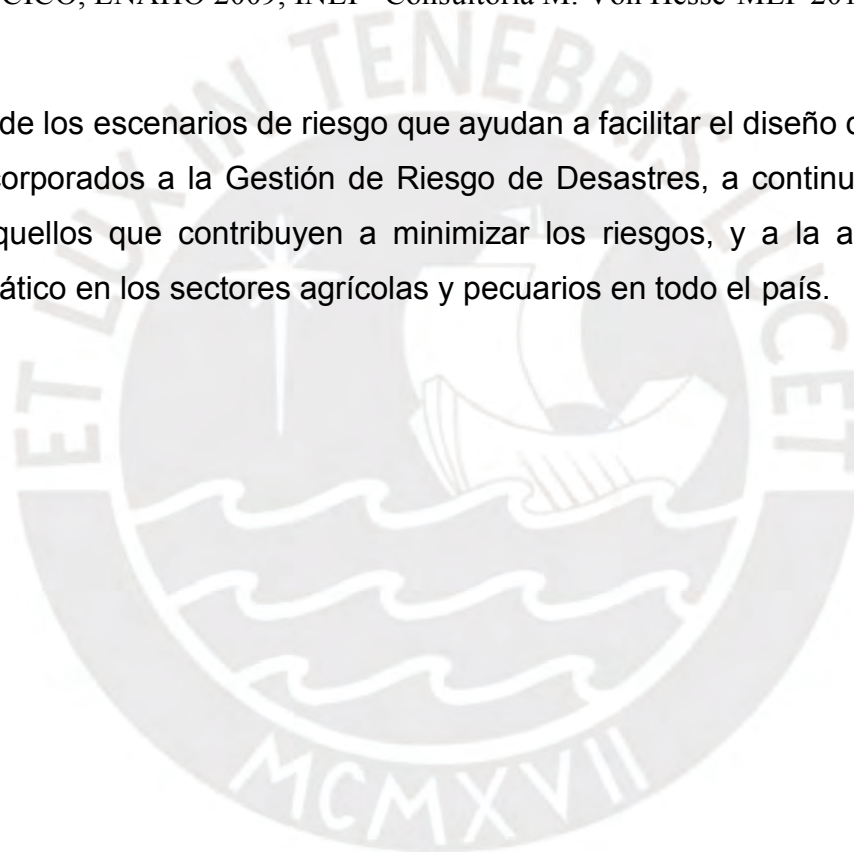 CICO, ENAHO 2009, INEI - Consultoría M. Von Hesse-MEF 201
de los escenarios de riesgo que ayudan a facilitar el diseño
corporados a la Gestión de Riesgo de Desastres, a continu
quellos que contribuyen a minimizar los riesgos, y a la a
ático en los sectores agrícolas y pecuarios en todo el país.
ET LUX IN TENEBRIS LUCET
MCMXVII